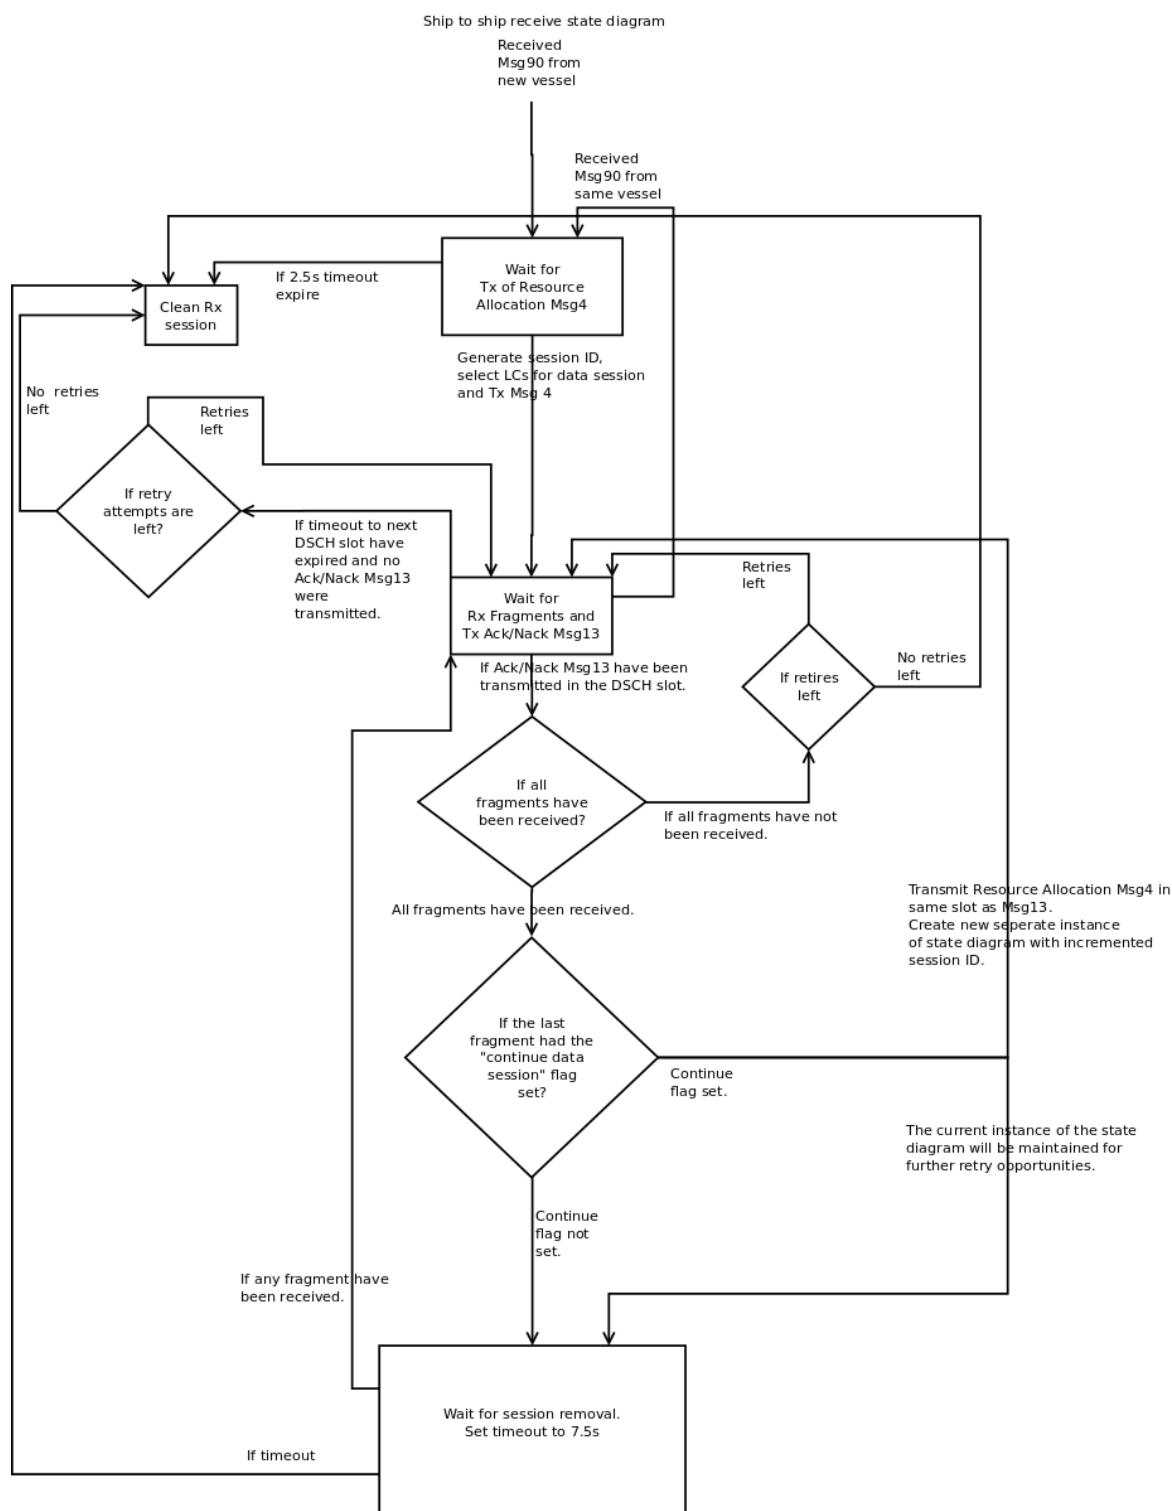 Ship to ship receive state diagram
Received
Msg90 from
new vessel
Received
Msg90 from
same vessel
Wait for
Tx of Resource
Allocation Msg4
If 2.5s timeout
expire
Clean Rx
session
Generate session ID,
select LCs for data session
and Tx Msg 4
No retries
left
Retries
left
If retry
attempts are
left?
If timeout to next
DSCH slot have
expired and no
Ack/Nack Msg13
were
transmitted.
Retries
left
Wait for
Rx Fragments and
Tx Ack/Nack Msg13
If Ack/Nack Msg13 have been
transmitted in the DSCH slot.
No retries
left
If retires
left
If all
fragments have
been received?
If all fragments have not
been received.
All fragments have been received.
Transmit Resource Allocation Msg4 in
same slot as Msg13.
Create new seperate instance
of state diagram with incremented
session ID.
If the last
fragment had the
"continue data
session" flag
set?
Continue
flag set.
The current instance of the state
diagram will be maintained for
further retry opportunities.
Continue
flag not
set.
If any fragment have
been received.
Wait for session removal.
Set timeout to 7.5s
If timeout